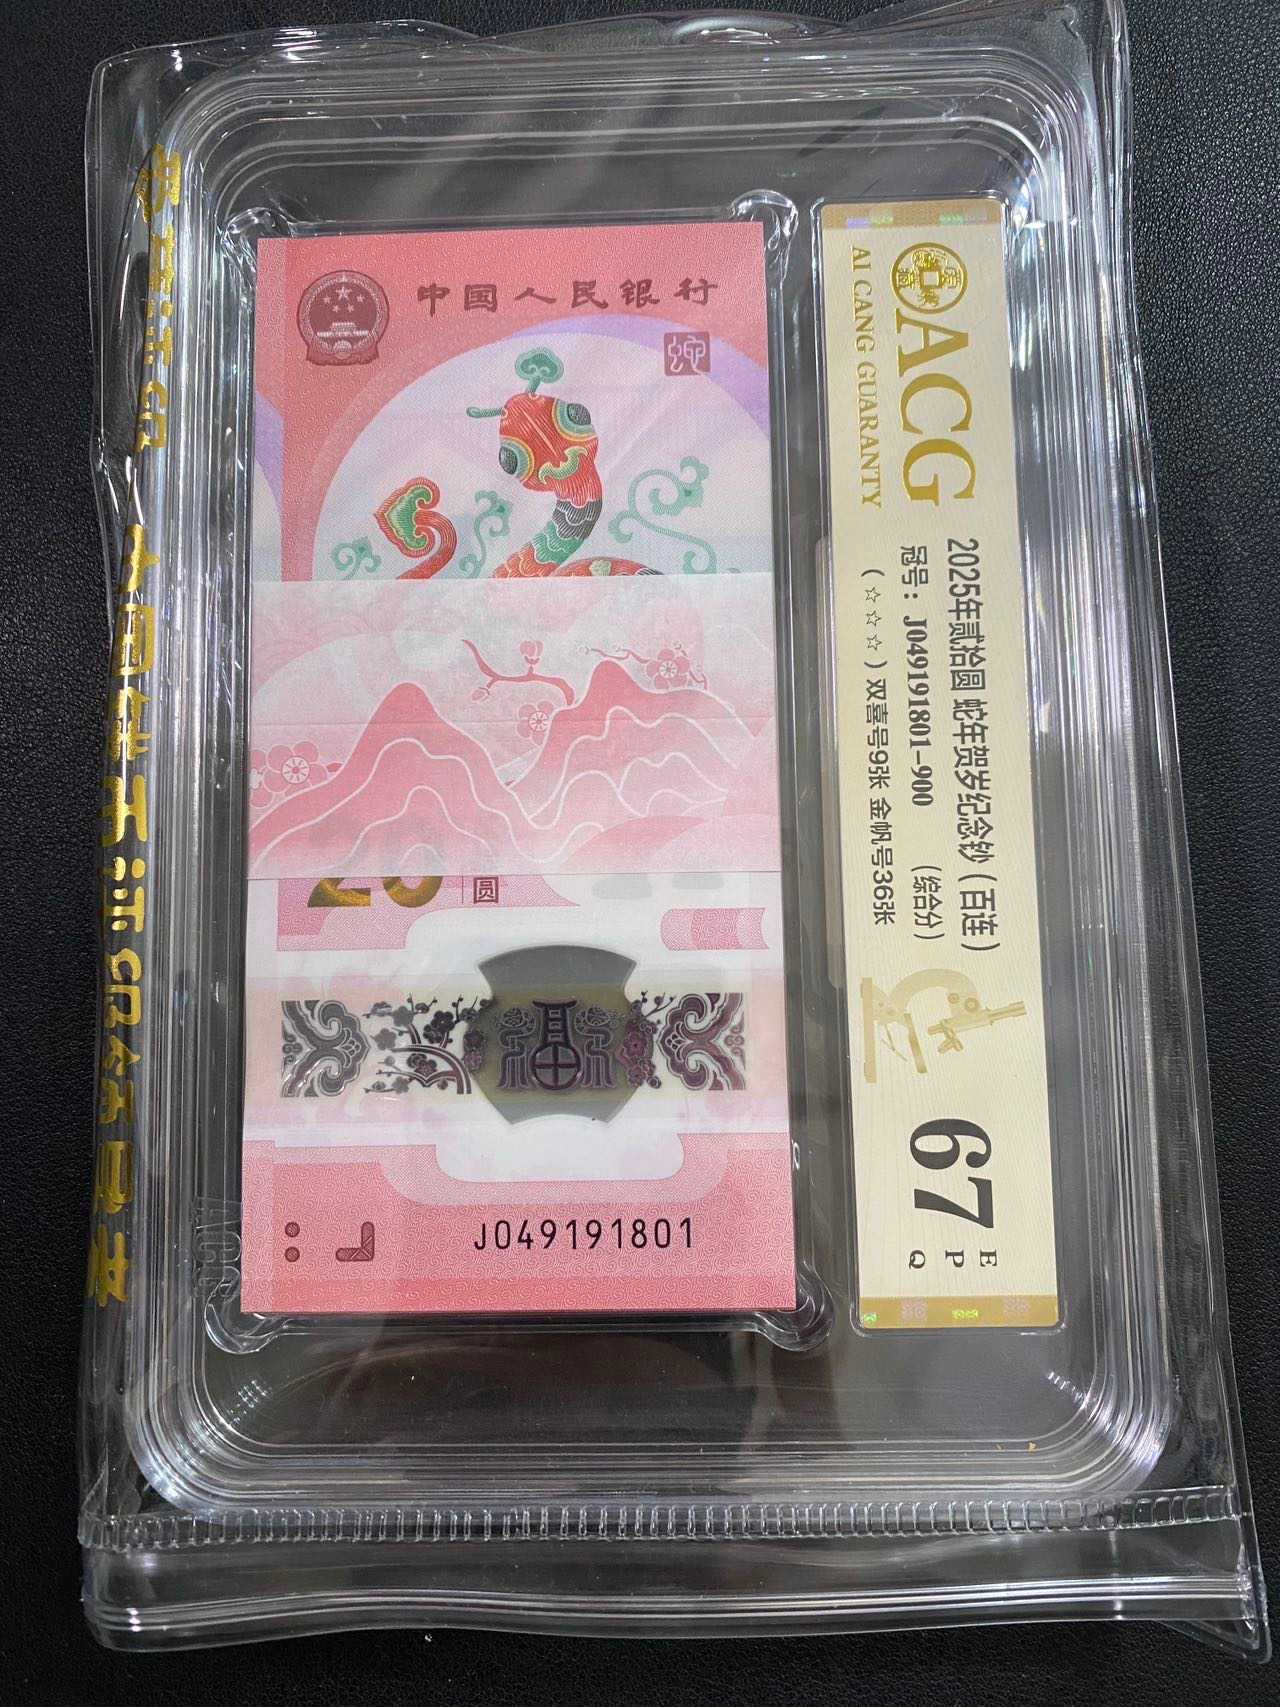 中国人民银行
蛇
20
圆
福
J049191801
ACG
AI CANG GUARANTY
2025年贰拾圆 蛇年贺岁纪念钞（百连）
冠号：J049191801-900 （综合分）
（☆☆☆）双喜号9张 金帆号36张
67
E
P
Q
ACG